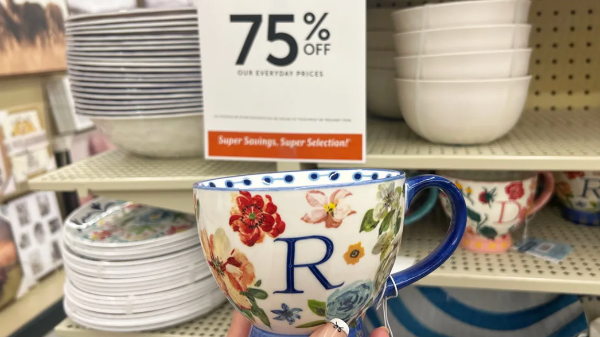 75% OFF
OUR EVERYDAY PRICES
Super Savings, Super Selection!
R
D